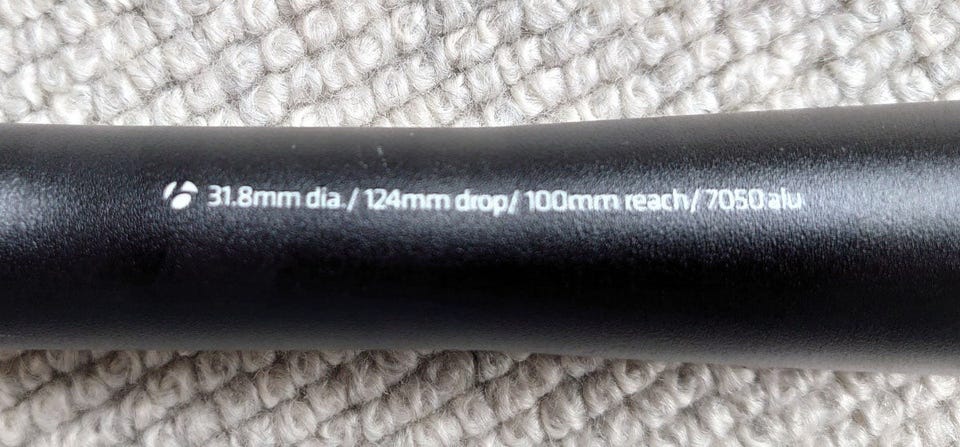 31.8mm dia./ 124mm drop/ 100mm reach/ 7050 alu